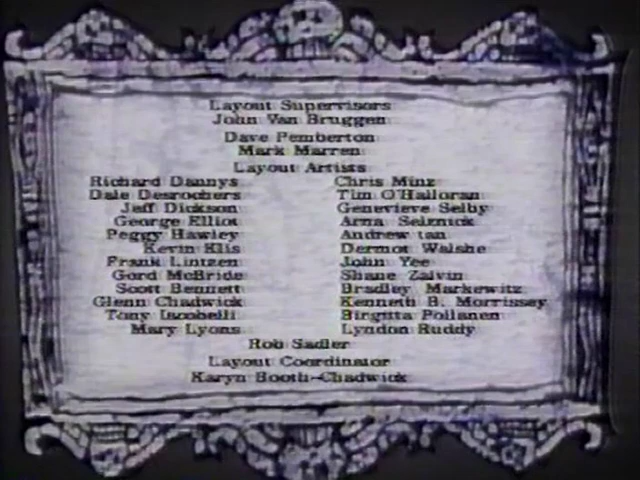 Layout Supervisors
John Van Bruggen
Dave Pemberton
Mark Marren
Layout Artists
Richard Dannys Chris Minz
Dale Desrochers Tim O'Halloran
Jeff Dickson Genevieve Selby
George Elliot Arna Selznick
Peggy Hawley Andrew tan
Kevin Klis Dermot Walshe
Frank Lintzen John Yee
Gord McBride Shane Zalvin
Scott Bennett Bradley Markewitz
Glenn Chadwick Kenneth B. Morrissey
Tony Iacobelli Birgitta Pollanen
Mary Lyons Lyndon Ruddy
Rob Sadler
Layout Coordinator
Karyn Booth-Chadwick